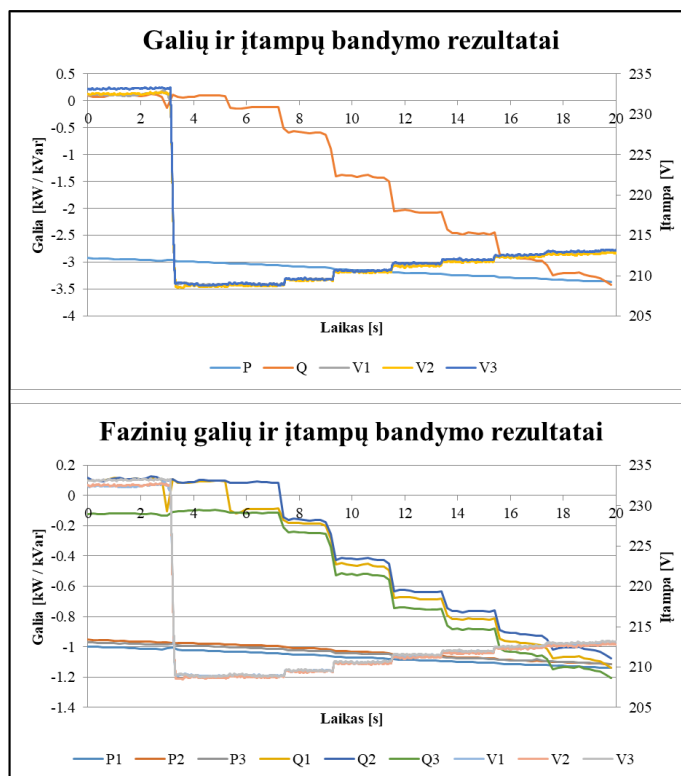 Galių ir įtampų bandymo rezultatai
0.5
0
-0.5
-1
-1.5
-2
-2.5
-3
-3.5
-4
Galia [kW / kVar]
0 2 4 6 8 10 12 14 16 18 20
235
230
225
220
215
210
205
Įtampa [V]
Laikas [s]
P Q V1 V2 V3
Fazinių galių ir įtampų bandymo rezultatai
0.2
0
-0.2
-0.4
-0.6
-0.8
-1
-1.2
-1.4
Galia [kW / kVar]
0 2 4 6 8 10 12 14 16 18 20
235
230
225
220
215
210
205
Įtampa [V]
Laikas [s]
P1 P2 P3 Q1 Q2 Q3 V1 V2 V3